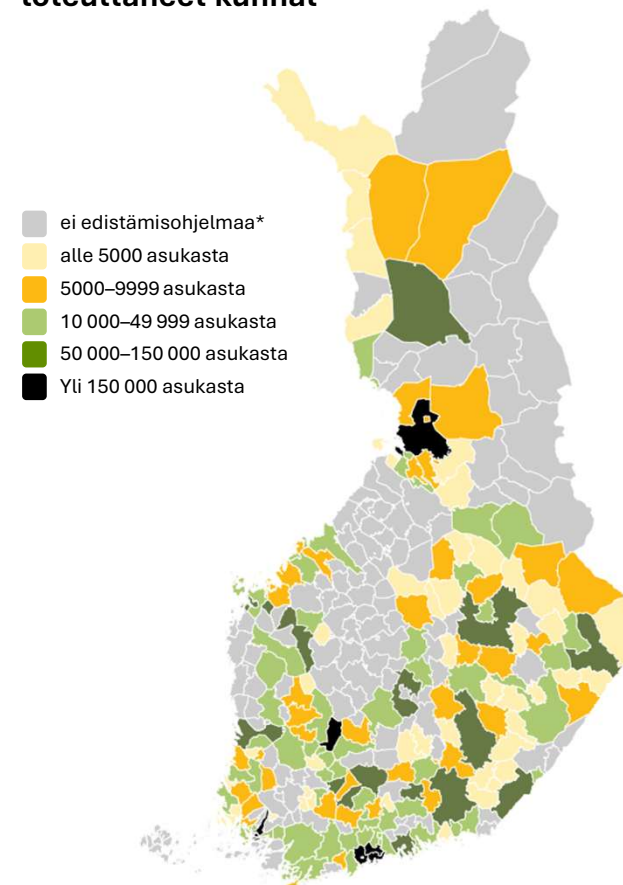 toteuttaneet kunnat
ei edistämisohjelmaa*
alle 5000 asukasta
5000–9999 asukasta
10 000–49 999 asukasta
50 000–150 000 asukasta
Yli 150 000 asukasta